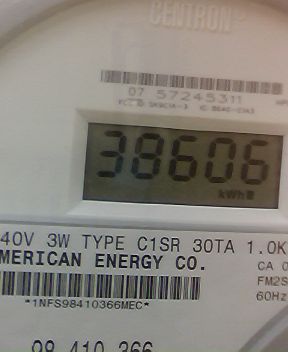 CENTRON
07 57245311
38606
kWh
40V 3W TYPE C1SR 30TA 1.0K
MERICAN ENERGY CO.
CA 0
*1NFS98410366MEC*
FM2S
60Hz
98 410 366